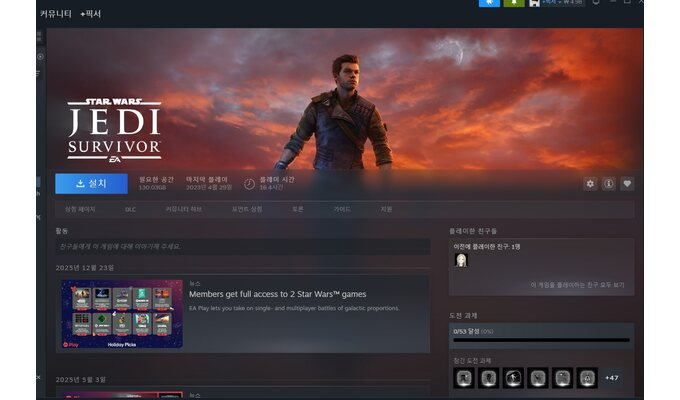 커뮤니티 +픽서
+픽서
STAR WARS
JEDI
SURVIVOR
EA
설치
필요한 공간
130.03GB
마지막 플레이
2023년 4월 29일
플레이 시간
16.4시간
상점 페이지 DLC 커뮤니티 허브 포인트 상점 토론 가이드 지원
활동
친구들에게 이 게임에 대해 이야기해 주세요.
2025년 12월 23일
뉴스
Members get full access to 2 Star Wars™ games
EA Play lets you take on single- and multiplayer battles of galactic proportions.
Play Holiday Picks
2025년 5월 3일
뉴스
플레이한 친구들
이전에 플레이한 친구: 1명
이 게임을 플레이하는 친구 모두 보기
도전 과제
0/53 달성 (0%)
잠긴 도전 과제
+47